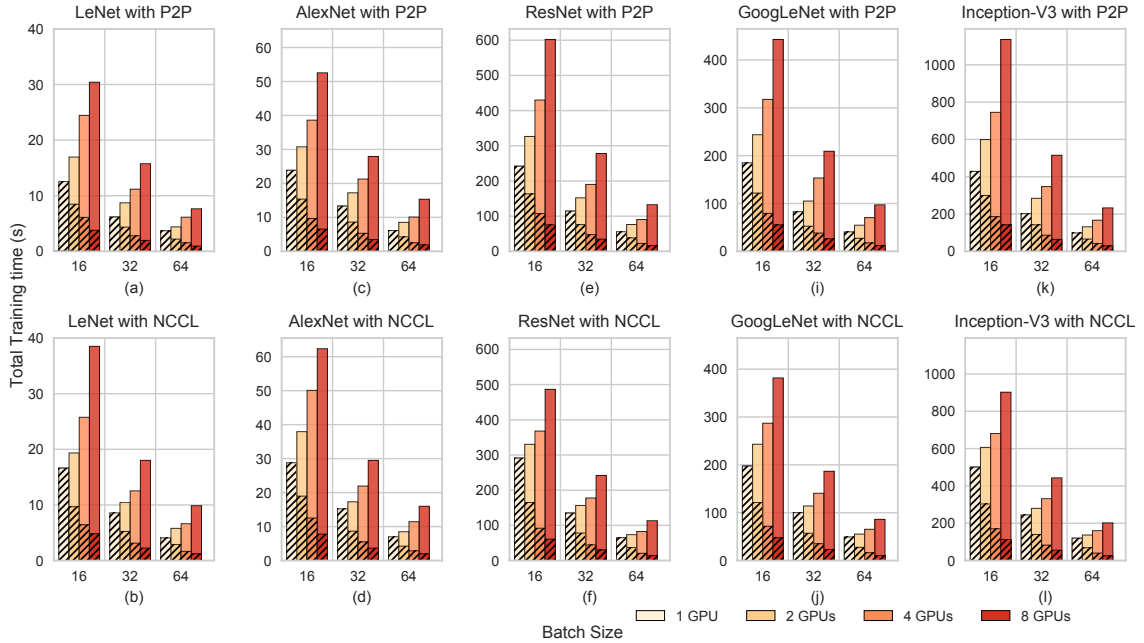 LeNet with P2P
AlexNet with P2P
ResNet with P2P
GoogLeNet with P2P
Inception-V3 with P2P
40
30
20
10
0
60
50
40
30
20
10
0
600
500
400
300
200
100
0
400
300
200
100
0
1000
800
600
400
200
0
16 32 64
16 32 64
16 32 64
16 32 64
16 32 64
(a)
(c)
(e)
(i)
(k)
Total Training time (s)
LeNet with NCCL
AlexNet with NCCL
ResNet with NCCL
GoogLeNet with NCCL
Inception-V3 with NCCL
40
30
20
10
0
60
50
40
30
20
10
0
600
500
400
300
200
100
0
400
300
200
100
0
1000
800
600
400
200
0
16 32 64
16 32 64
16 32 64
16 32 64
16 32 64
(b)
(d)
(f)
(j)
(l)
1 GPU 2 GPUs 4 GPUs 8 GPUs
Batch Size